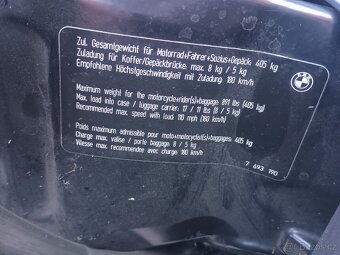 Zul. Gesamtgewicht für Motorrad+Fahrer+Sozius+Gepäck: 405 kg
Zuladung für Koffer/Gepäckbrücke: max. 8 kg / 5 kg
Empfohlene Höchstgeschwindigkeit mit Zuladung 180 km/h
BMW
Maximum weight for the motorcycle+rider(s)+baggage: 891 lbs (405 kg)
Max. load into case / luggage carrier: 17 / 11 lbs (8 / 5 kg)
Recommended max. speed with load: 110 mph (180 km/h)
Poids maximum admissible pour moto+motocycliste(s)+baggages: 405 kg
Charge max. valise / porte bagage: 8 / 5 kg
Vitesse max. recommendée avec charge 180 km/h
7 693 190